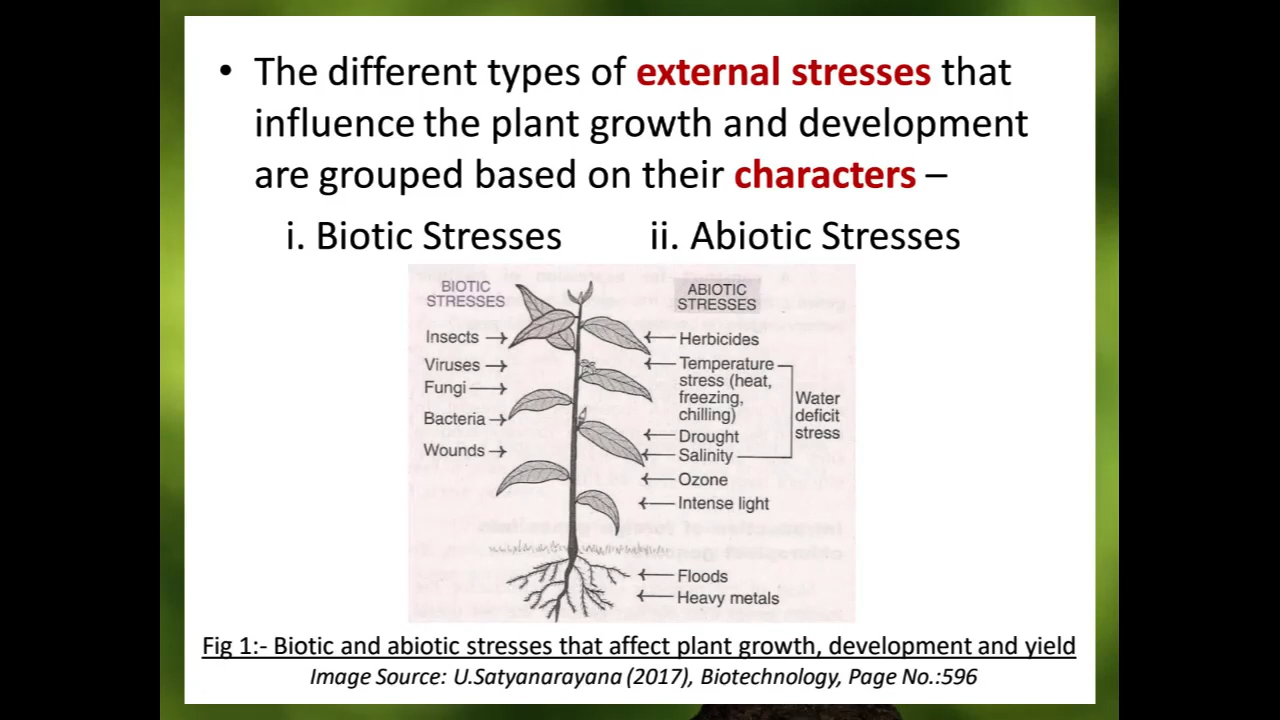 • The different types of external stresses that
influence the plant growth and development
are grouped based on their characters –
i. Biotic Stresses ii. Abiotic Stresses
BIOTIC
STRESSES
Insects
Viruses
Fungi
Bacteria
Wounds
ABIOTIC
STRESSES
Herbicides
Temperature
stress (heat,
freezing,
chilling)
Drought
Salinity
Water
deficit
stress
Ozone
Intense light
Floods
Heavy metals
Fig 1:- Biotic and abiotic stresses that affect plant growth, development and yield
Image Source: U.Satyanarayana (2017), Biotechnology, Page No.:596